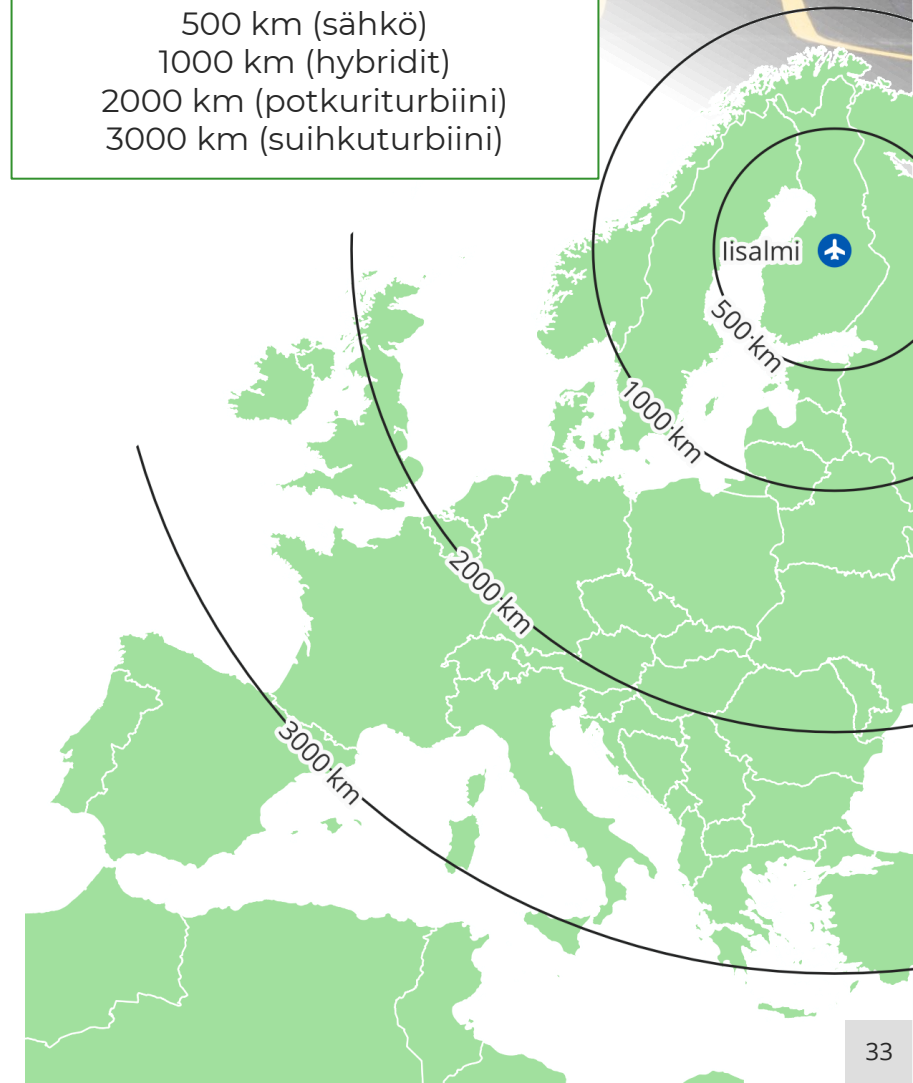 500 km (sähkö)
1000 km (hybridit)
2000 km (potkuriturbiini)
3000 km (suihkuturbiini)
Iisalmi
500 km
1000 km
2000 km
3000 km
33